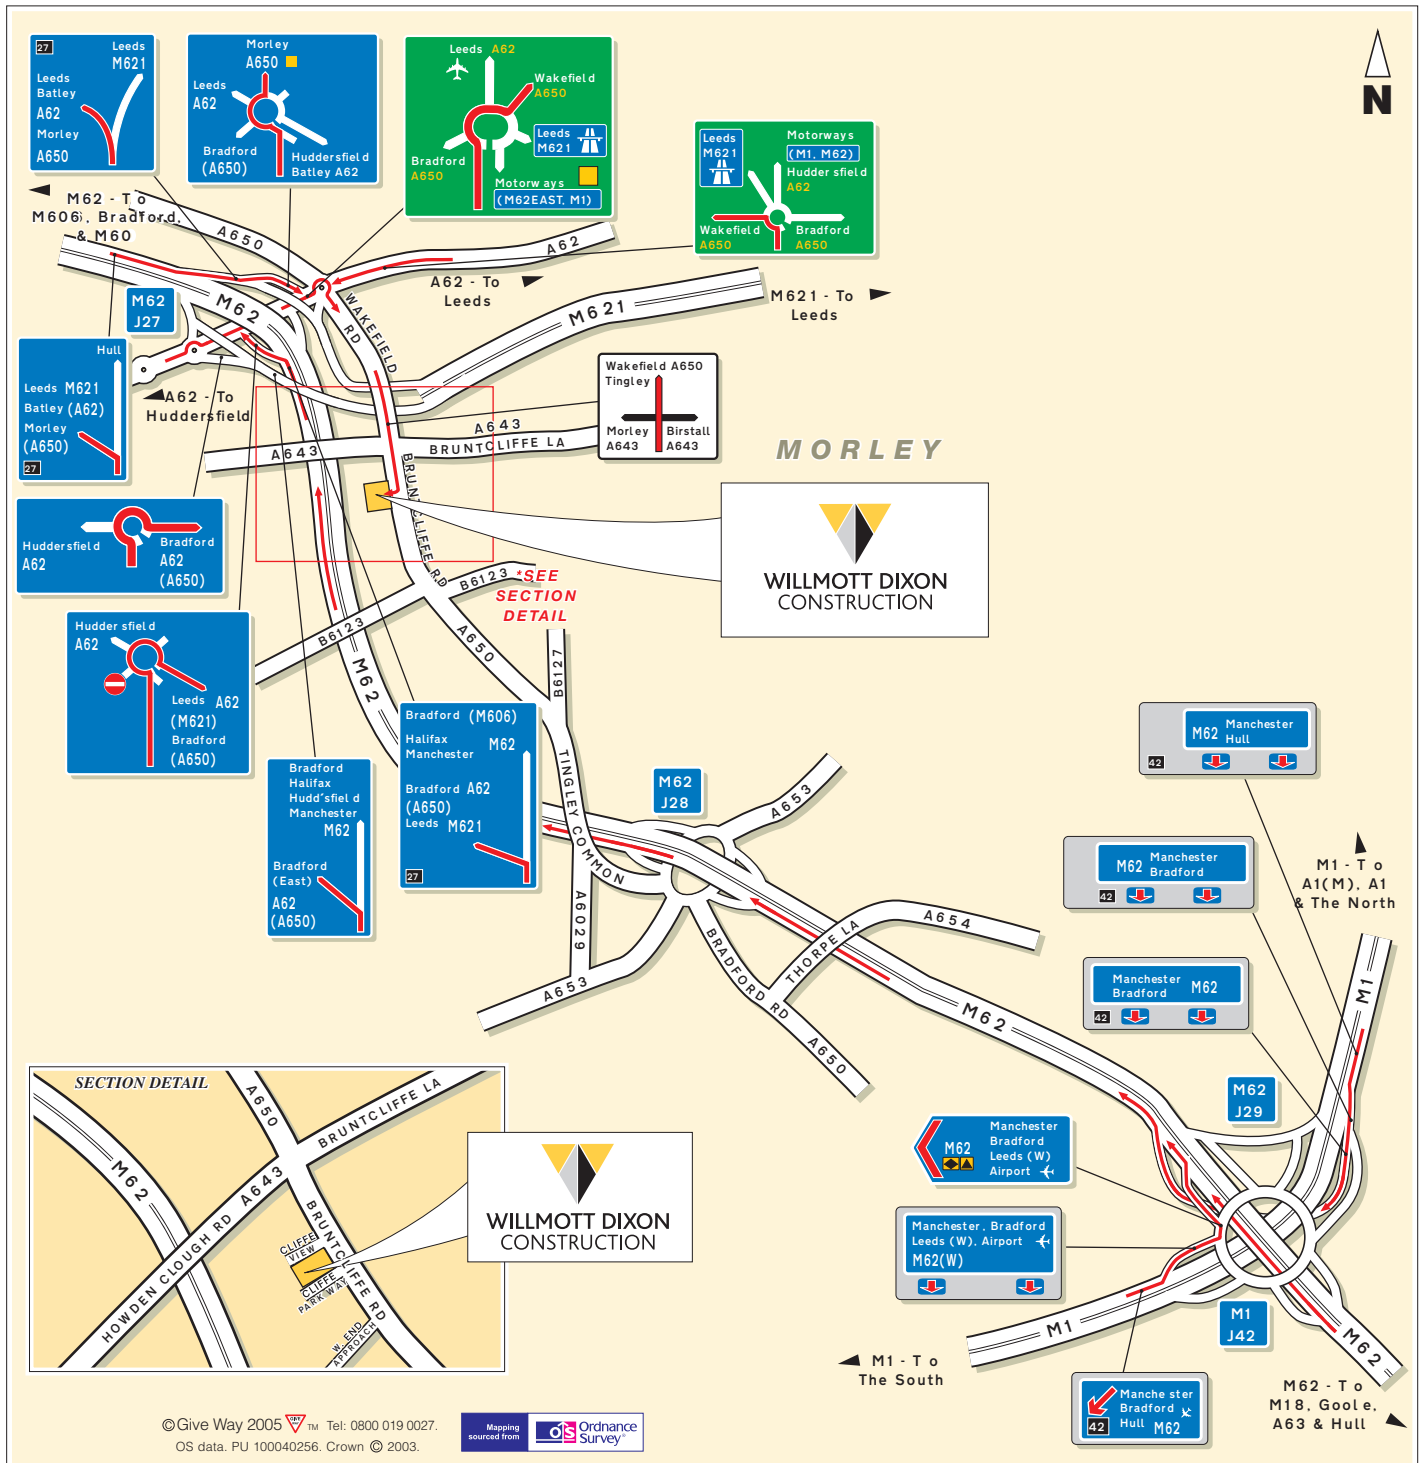 27
Leeds
M621
Leeds
Batley
A62
Morley
A650
Morley
A650
Leeds
A62
Bradford
(A650)
Huddersfield
Batley A62
Leeds A62
Wakefield
A650
Leeds
M621
Bradford
A650
Motorways
(M62EAST, M1)
Leeds
M621
Motorways
(M1, M62)
Huddersfield
A62
Wakefield
A650
Bradford
A650
N
M62 - To
M606, Bradford,
& M60
A650
A62
A62 - To
Leeds
M62
J27
M62
WAKEFIELD
RD
M621
M621 - To
Leeds
Hull
Leeds M621
Batley (A62)
Morley
(A650)
27
A62 - To
Huddersfield
Wakefield A650
Tingley
Morley
A643
Birstall
A643
A643
A643
BRUNTCLIFFE LA
MORLEY
BRUNTCLIFFE RD
WILLMOTT DIXON
CONSTRUCTION
Huddersfield
A62
Bradford
A62
(A650)
B6123
*SEE
SECTION
DETAIL
B6123
A650
M62
B6127
Huddersfield
A62
Leeds A62
(M621)
Bradford
(A650)
Bradford (M606)
Halifax
Manchester
M62
Bradford A62
(A650)
Leeds M621
27
Bradford
Halifax
Hudd'sfield
Manchester
M62
Bradford
(East)
A62
(A650)
TINGLEY COMMON
M62
J28
A653
A6029
A653
BRADFORD RD
THORPE LA
A654
A650
M62
M62
Manchester
Hull
42
M62
Manchester
Bradford
42
M1 - To
A1(M), A1
& The North
Manchester
Bradford
M62
42
M1
M62
J29
M62
Manchester
Bradford
Leeds (W)
Airport
Manchester, Bradford
Leeds (W), Airport
M62(W)
M1
M1
J42
M62
M1 - To
The South
Manchester
Bradford
Hull
M62
42
M62 - To
M18, Goole,
A63 & Hull
SECTION DETAIL
A650
BRUNTCLIFFE LA
M62
A643
HOWDEN CLOUGH RD
CLIFFE
VIEW
BRUNTCLIFFE RD
CLIFFE
PARK WAY
W. END
APPROACH
WILLMOTT DIXON
CONSTRUCTION
© Give Way 2005 GIVE WAY TM Tel: 0800 019 0027.
OS data. PU 100040256. Crown © 2003.
Mapping
sourced from
OS Ordnance
Survey®